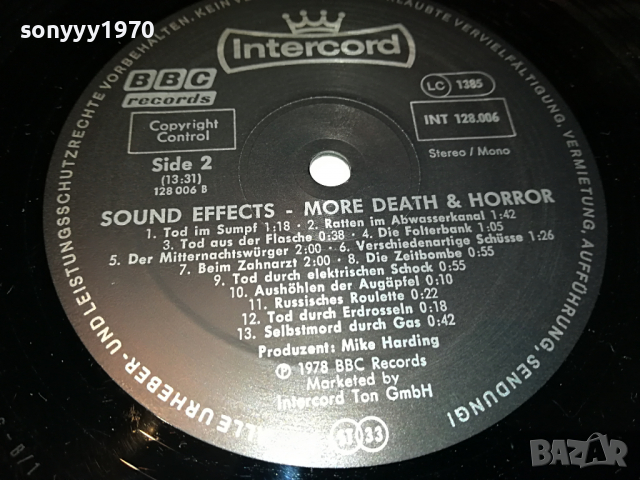 sonyyy1970
Intercord
BBC
records
LC 1385
Copyright
Control
INT 128.006
Side 2
(13:31)
128 006 B
Stereo / Mono
SOUND EFFECTS - MORE DEATH & HORROR
1. Tod im Sumpf 1:18 · 2. Ratten im Abwasserkanal 1:42
3. Tod aus der Flasche 0:38 · 4. Die Folterbank 1:05
5. Der Mitternachtswürger 2:00 · 6. Verschiedenartige Schüsse 1:26
7. Beim Zahnarzt 2:00 · 8. Die Zeitbombe 0:55
9. Tod durch elektrischen Schock 0:55
10. Aushöhlen der Augäpfel 0:10
11. Russisches Roulette 0:22
12. Tod durch Erdrosseln 0:18
13. Selbstmord durch Gas 0:42
Produzent: Mike Harding
Ⓟ 1978 BBC Records
Marketed by
Intercord Ton GmbH
ST 33
ALLE URHEBER- UND LEISTUNGSSCHUTZRECHTE VORBEHALTEN. KEIN VERLEIH! KEINE UNERLAUBTE VERVIELFÄLTIGUNG, VERMIETUNG, AUFFÜHRUNG, SENDUNG!
BAZAR